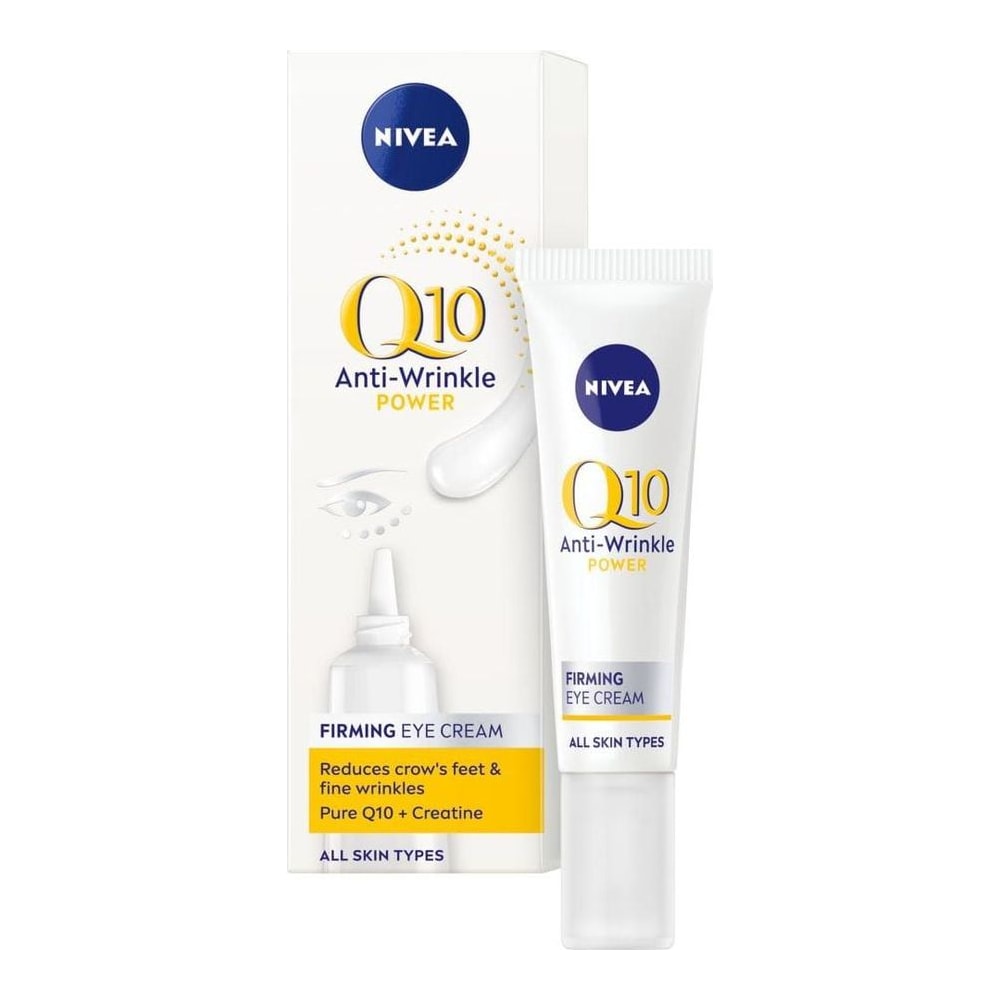 NIVEA
Q10
Anti-Wrinkle
POWER
FIRMING EYE CREAM
Reduces crow's feet &
fine wrinkles
Pure Q10 + Creatine
ALL SKIN TYPES
NIVEA
Q10
Anti-Wrinkle
POWER
FIRMING
EYE CREAM
ALL SKIN TYPES